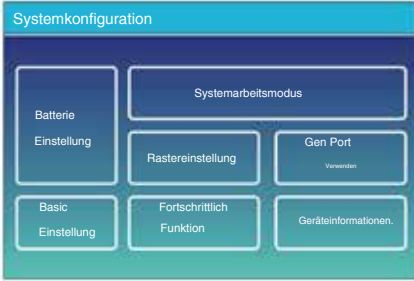 Systemkonfiguration
Systemarbeitsmodus
Batterie
Einstellung
Rastereinstellung
Gen Port
Verwenden
Basic
Einstellung
Fortschrittlich
Funktion
Geräteinformationen.